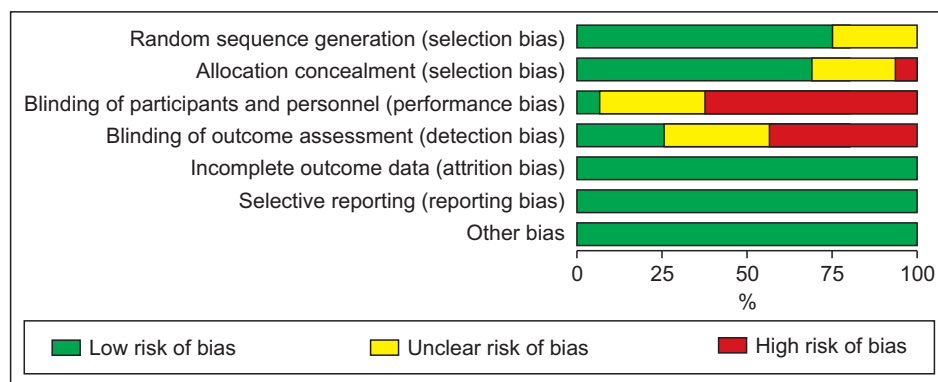 Random sequence generation (selection bias)
Allocation concealment (selection bias)
Blinding of participants and personnel (performance bias)
Blinding of outcome assessment (detection bias)
Incomplete outcome data (attrition bias)
Selective reporting (reporting bias)
Other bias
0 25 50 75 100
%
Low risk of bias Unclear risk of bias High risk of bias